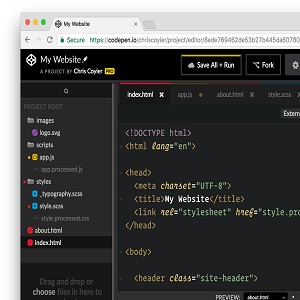 My Website
Secure https://codepen.io/chriscoyier/project/editor/8ede769462de53b27b445da60780
My Website
A PROJECT BY Chris Coyier PRO
Save All + Run
Fork
PROJECT ROOT
images
logo.svg
scripts
app.js
app.processed.js
styles
_typography.scss
style.scss
style.processed.css
about.html
index.html
Drag and drop or
choose files in here to
index.html
app.js
about.html
style.scss
Extern
<!DOCTYPE html>
<html lang="en">
<head>
<meta charset="UTF-8">
<title>My Website</title>
<link rel="stylesheet" href="style.pro
</head>
<body>
<header class="site-header">
PREVIEW: about.html